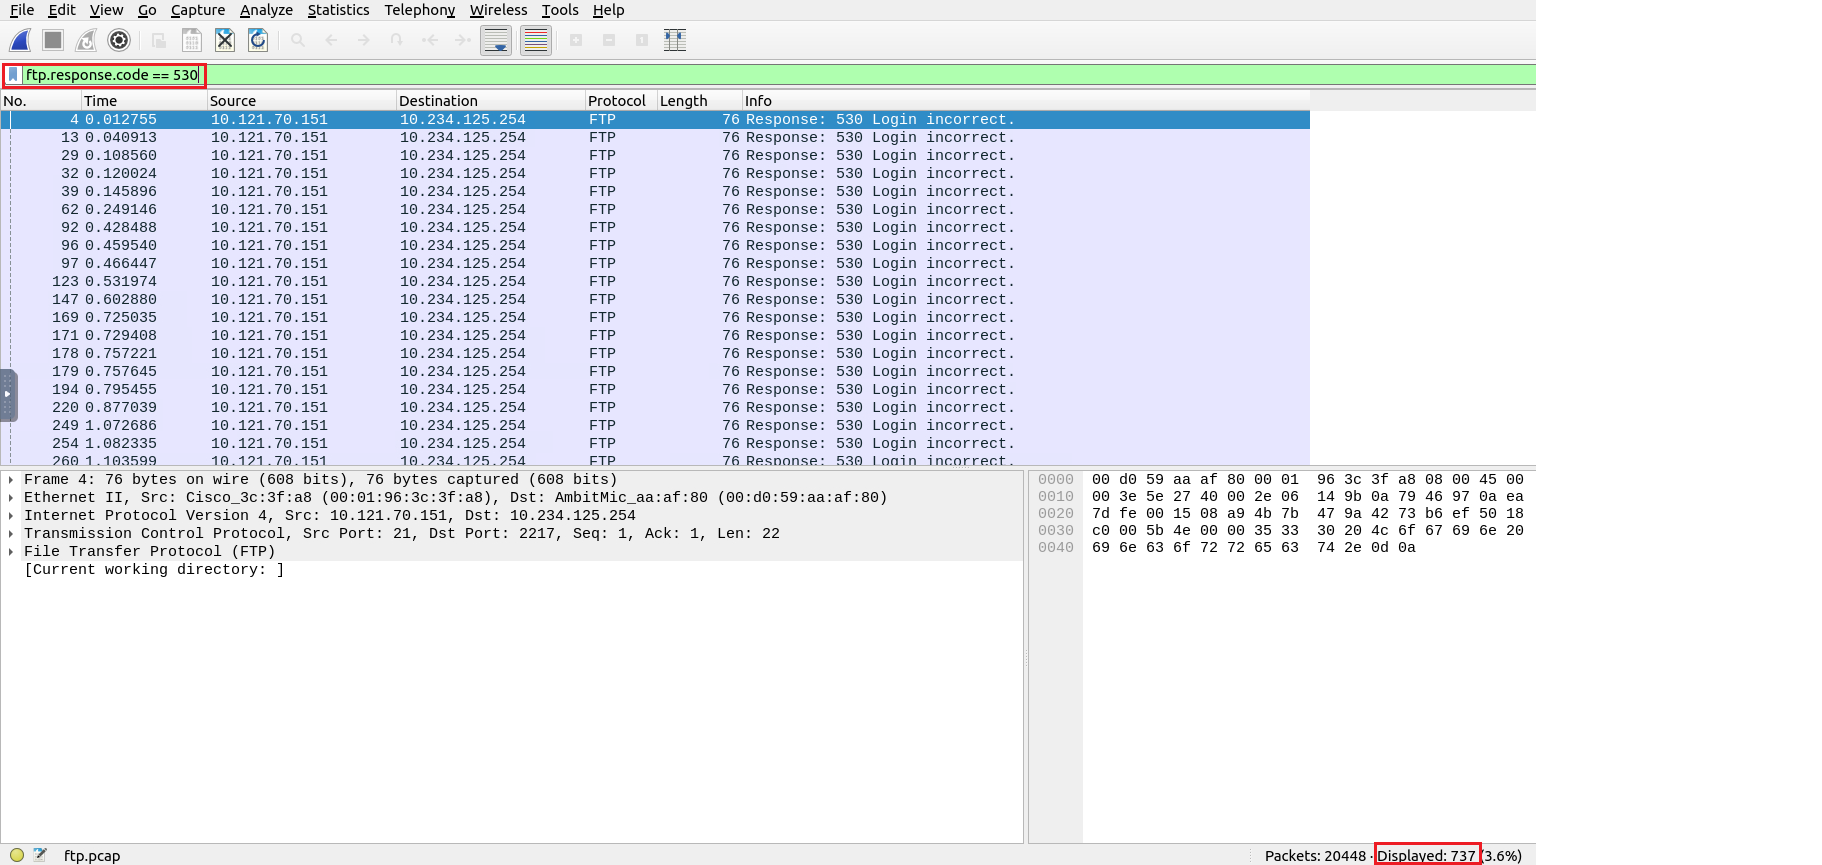 File Edit View Go Capture Analyze Statistics Telephony Wireless Tools Help
ftp.response.code == 530
No. Time Source Destination Protocol Length Info
4 0.012755 10.121.70.151 10.234.125.254 FTP 76 Response: 530 Login incorrect.
13 0.040913 10.121.70.151 10.234.125.254 FTP 76 Response: 530 Login incorrect.
29 0.108560 10.121.70.151 10.234.125.254 FTP 76 Response: 530 Login incorrect.
32 0.120024 10.121.70.151 10.234.125.254 FTP 76 Response: 530 Login incorrect.
39 0.145896 10.121.70.151 10.234.125.254 FTP 76 Response: 530 Login incorrect.
62 0.249146 10.121.70.151 10.234.125.254 FTP 76 Response: 530 Login incorrect.
92 0.428488 10.121.70.151 10.234.125.254 FTP 76 Response: 530 Login incorrect.
96 0.459540 10.121.70.151 10.234.125.254 FTP 76 Response: 530 Login incorrect.
97 0.466447 10.121.70.151 10.234.125.254 FTP 76 Response: 530 Login incorrect.
123 0.531974 10.121.70.151 10.234.125.254 FTP 76 Response: 530 Login incorrect.
147 0.602880 10.121.70.151 10.234.125.254 FTP 76 Response: 530 Login incorrect.
169 0.725035 10.121.70.151 10.234.125.254 FTP 76 Response: 530 Login incorrect.
171 0.729408 10.121.70.151 10.234.125.254 FTP 76 Response: 530 Login incorrect.
178 0.757221 10.121.70.151 10.234.125.254 FTP 76 Response: 530 Login incorrect.
179 0.757645 10.121.70.151 10.234.125.254 FTP 76 Response: 530 Login incorrect.
194 0.795455 10.121.70.151 10.234.125.254 FTP 76 Response: 530 Login incorrect.
220 0.877039 10.121.70.151 10.234.125.254 FTP 76 Response: 530 Login incorrect.
249 1.072686 10.121.70.151 10.234.125.254 FTP 76 Response: 530 Login incorrect.
254 1.082335 10.121.70.151 10.234.125.254 FTP 76 Response: 530 Login incorrect.
260 1.103599 10.121.70.151 10.234.125.254 FTP 76 Response: 530 Login incorrect.
Frame 4: 76 bytes on wire (608 bits), 76 bytes captured (608 bits)
Ethernet II, Src: Cisco_3c:3f:a8 (00:01:96:3c:3f:a8), Dst: AmbitMic_aa:af:80 (00:d0:59:aa:af:80)
Internet Protocol Version 4, Src: 10.121.70.151, Dst: 10.234.125.254
Transmission Control Protocol, Src Port: 21, Dst Port: 2217, Seq: 1, Ack: 1, Len: 22
File Transfer Protocol (FTP)
[Current working directory: ]
0000 00 d0 59 aa af 80 00 01 96 3c 3f a8 08 00 45 00
0010 00 3e 5e 27 40 00 2e 06 14 9b 0a 79 46 97 0a ea
0020 7d fe 00 15 08 a9 4b 7b 47 9a 42 73 b6 ef 50 18
0030 c0 00 5b 4e 00 00 35 33 30 20 4c 6f 67 69 6e 20
0040 69 6e 63 6f 72 72 65 63 74 2e 0d 0a
ftp.pcap
Packets: 20448 · Displayed: 737 (3.6%)